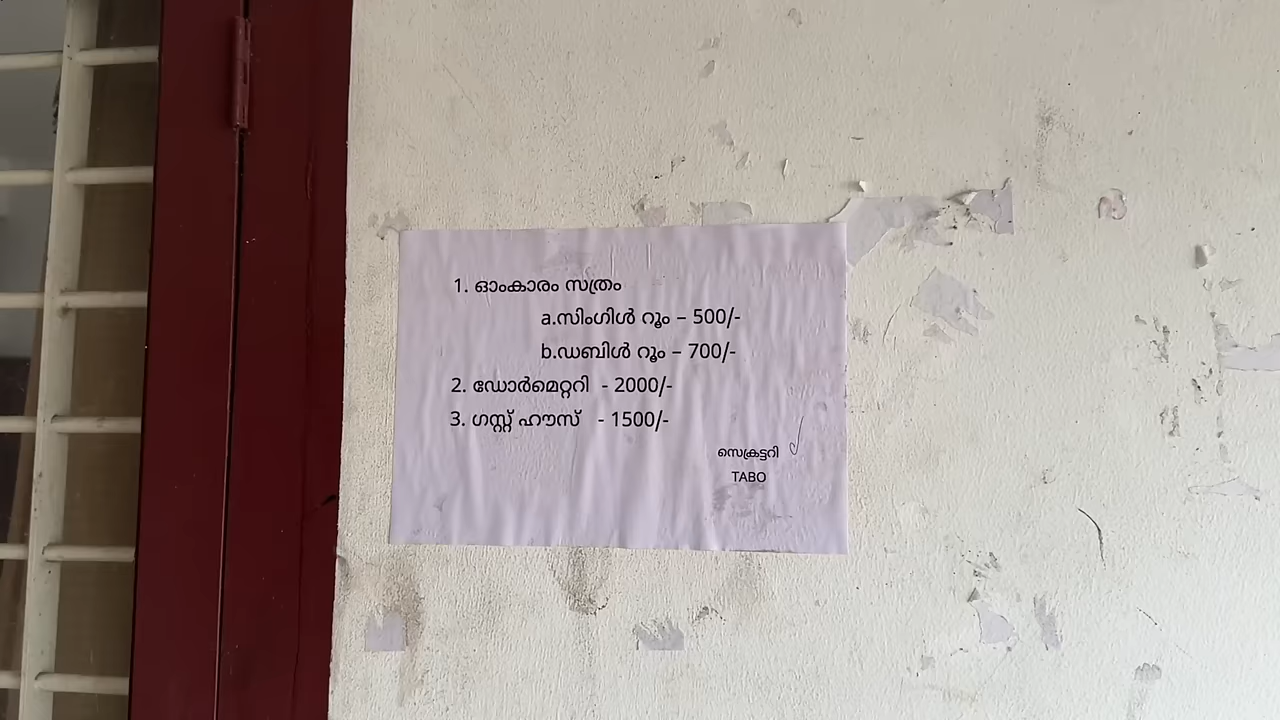 1. ഓംകാരം സത്രം
a.സിംഗിൾ റൂം – 500/-
b.ഡബിൾ റൂം – 700/-
2. ഡോർമെറ്ററി - 2000/-
3. ഗസ്റ്റ് ഹൗസ് - 1500/-
സെക്രട്ടറി
TABO